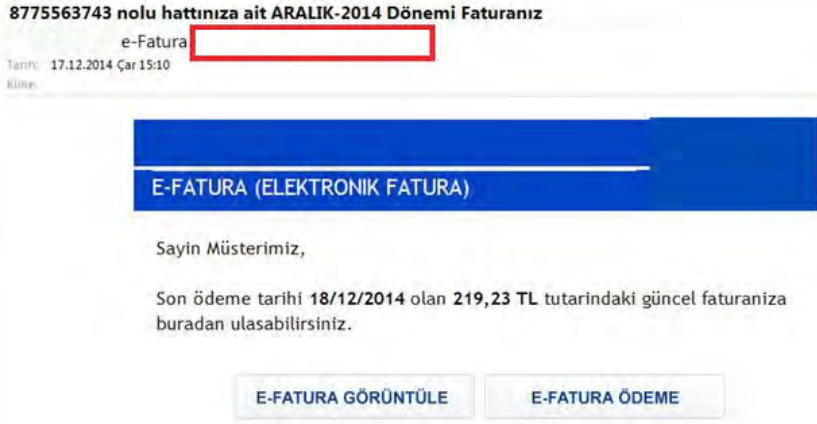 8775563743 nolu hattınıza ait ARALIK-2014 Dönemi Faturanız
e-Fatura
Tarih: 17.12.2014 Çar 15:10
Kime:
E-FATURA (ELEKTRONIK FATURA)
Sayin Müsterimiz,
Son ödeme tarihi 18/12/2014 olan 219,23 TL tutarindaki güncel faturaniza
buradan ulasabilirsiniz.
E-FATURA GÖRÜNTÜLE E-FATURA ÖDEME